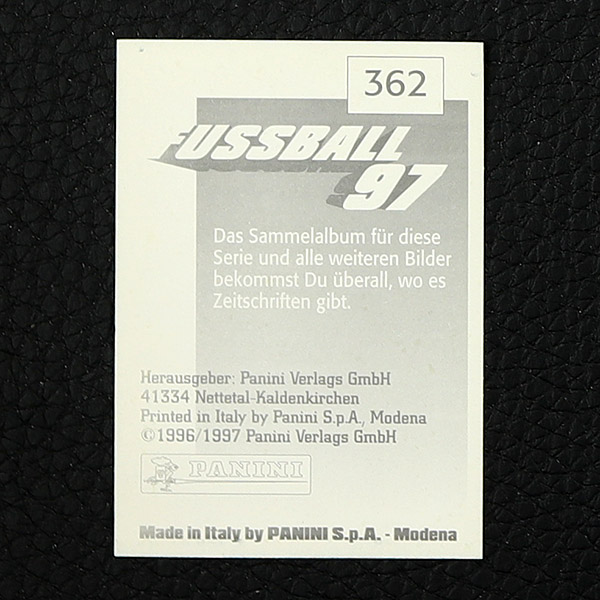 362
FUSSBALL
97
Das Sammelalbum für diese
Serie und alle weiteren Bilder
bekommst Du überall, wo es
Zeitschriften gibt.
Herausgeber: Panini Verlags GmbH
41334 Nettetal-Kaldenkirchen
Printed in Italy by Panini S.p.A., Modena
©1996/1997 Panini Verlags GmbH
PANINI
Made in Italy by PANINI S.p.A. - Modena